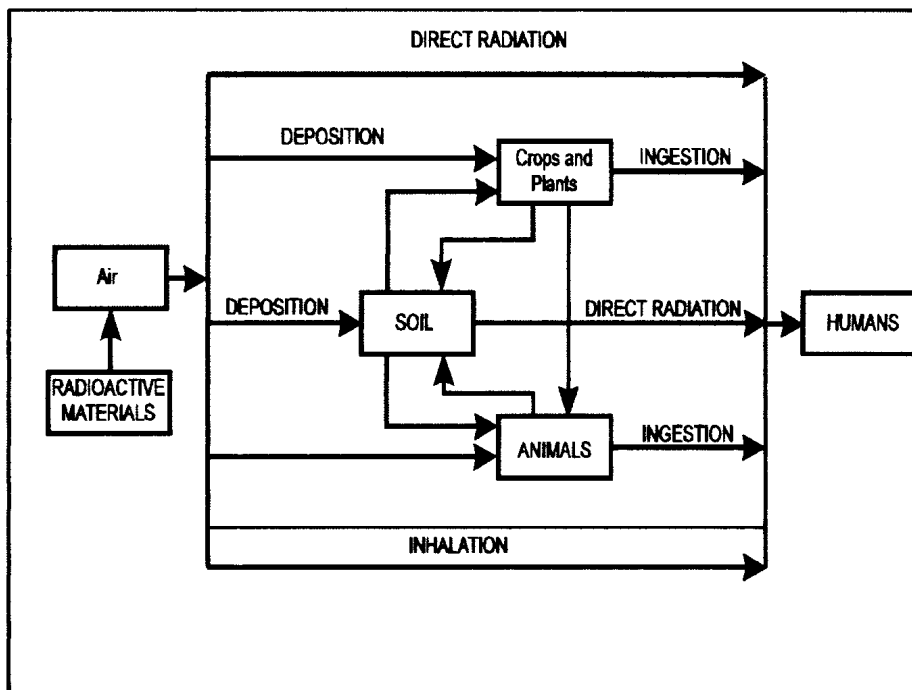 DIRECT RADIATION
DEPOSITION
Crops and
Plants
INGESTION
Air
DEPOSITION
SOIL
DIRECT RADIATION
HUMANS
RADIOACTIVE
MATERIALS
ANIMALS
INGESTION
INHALATION